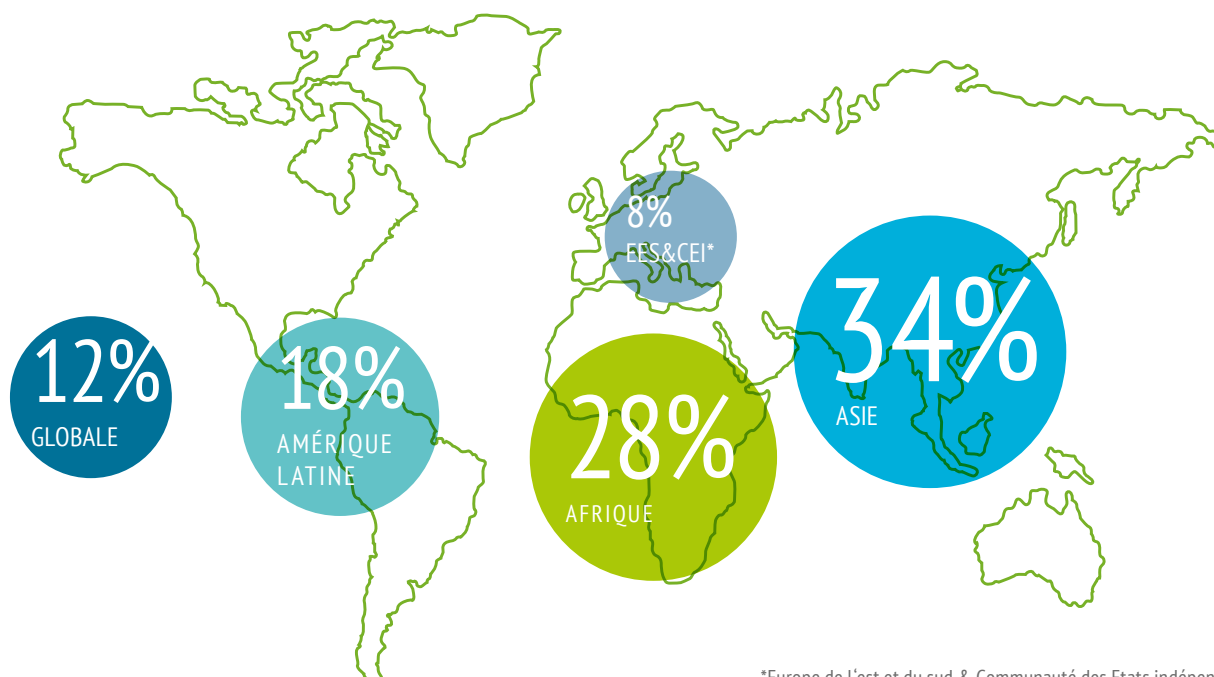 8%
EES&CEI*
34%
ASIE
12%
GLOBALE
18%
AMÉRIQUE
LATINE
28%
AFRIQUE
*Europe de l'est et du sud & Communauté des Etats